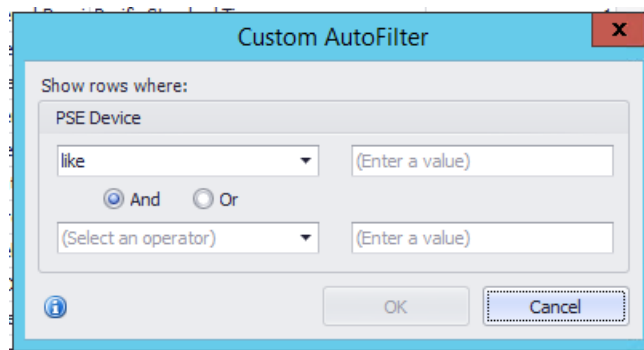 Custom AutoFilter
x
Show rows where:
PSE Device
like (Enter a value)
And Or
(Select an operator) (Enter a value)
OK Cancel